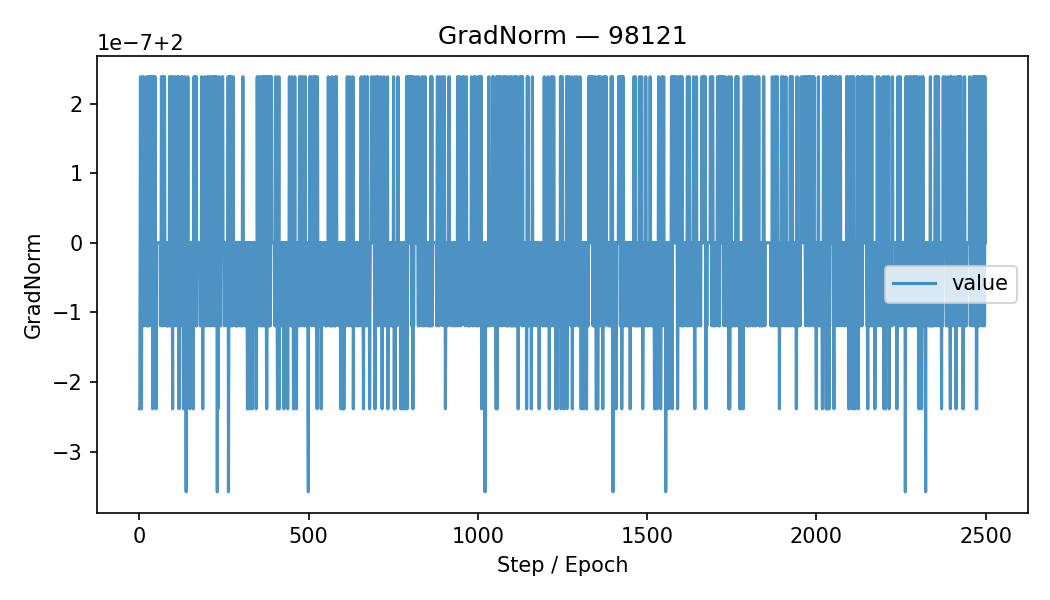 GradNorm — 98121
1e−7+2
2
1
0
−1
−2
−3
GradNorm
value
0 500 1000 1500 2000 2500
Step / Epoch